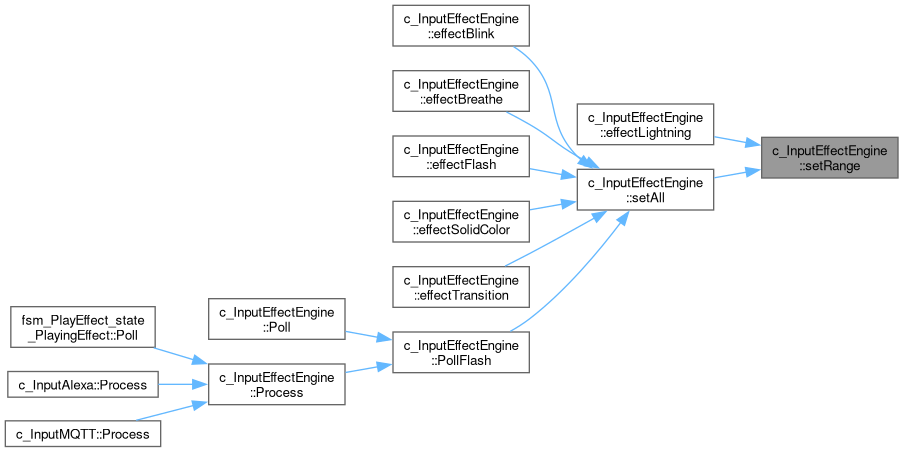 c_InputEffectEngine
::effectBlink
c_InputEffectEngine
::effectBreathe
c_InputEffectEngine
::effectLightning
c_InputEffectEngine
::setRange
c_InputEffectEngine
::effectFlash
c_InputEffectEngine
::setAll
c_InputEffectEngine
::effectSolidColor
c_InputEffectEngine
::effectTransition
fsm_PlayEffect_state
_PlayingEffect::Poll
c_InputEffectEngine
::Poll
c_InputEffectEngine
::PollFlash
c_InputAlexa::Process
c_InputEffectEngine
::Process
c_InputMQTT::Process